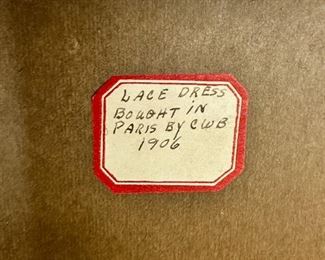 LACE DRESS
BOUGHT IN
PARIS BY CWB
1906